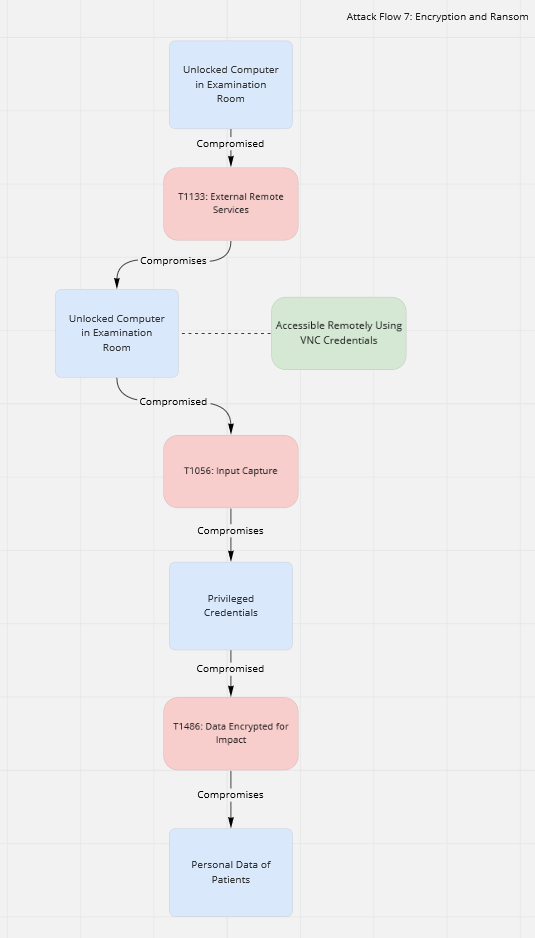 Attack Flow 7: Encryption and Ransom
Unlocked Computer
in Examination
Room
Compromised
T1133: External Remote
Services
Compromises
Unlocked Computer
in Examination
Room
Accessible Remotely Using
VNC Credentials
Compromised
T1056: Input Capture
Compromises
Privileged
Credentials
Compromised
T1486: Data Encrypted for
Impact
Compromises
Personal Data of
Patients